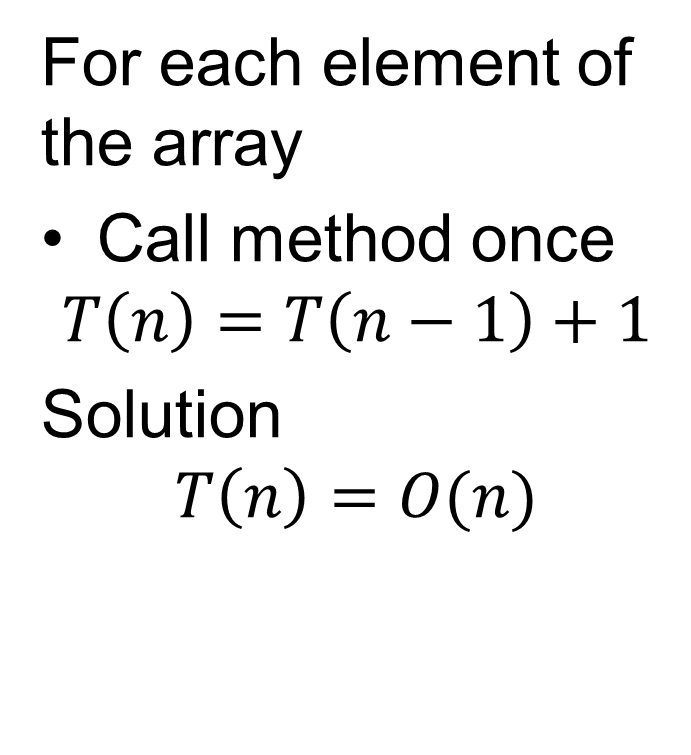 For each element of
the array
• Call method once
𝑇(𝑛) = 𝑇(𝑛 − 1) + 1
Solution
𝑇(𝑛) = 𝑂(𝑛)